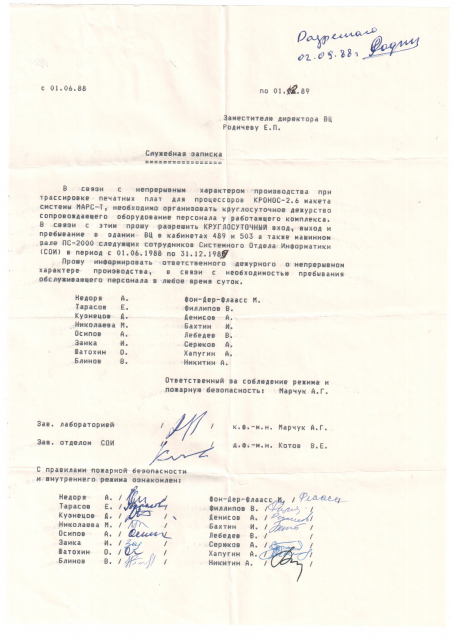 Разрешаю
02.09.88г.
с 01.06.88 по 01.12.89
Заместителю директора ВЦ
Родичеву Е.П.
Служебная записка
В связи с непрерывным характером производства при
трассировке печатных плат для процессоров КРОНОС-2.6 макета
системы МАРС-Т, необходимо организовать круглосуточное дежурство
сопровождающего оборудование персонала у работающего комплекса.
В связи с этим прошу разрешить КРУГЛОСУТОЧНЫЙ вход, выход и
пребывание в здании ВЦ в кабинетах 489 и 503 а также машинном
зале ПС-2000 следующих сотрудников Системного Отдела Информатики
(СОИ) в период с 01.06.1988 по 31.12.1989
Прошу информировать ответственного дежурного о непрерывном
характере производства, в связи с необходимостью пребывания
обслуживающего персонала в любое время суток.
Недоря А. Фон-Дер-Флаасс М.
Тарасов Е. Филлипов В.
Кузнецов Д. Денисов А.
Николаева М. Бахтин И.
Осипов А. Лебедев В.
Заика И. Серюков А.
Шатохин О. Хапугин А.
Блинов В. Никитин А.
Ответственный за соблюдение режима и
пожарную безопасность: Марчук А.Г.
Зав. лабораторией / / к.ф.-м.н. Марчук А.Г.
Зав. отделом СОИ / / д.ф.-м.н. Котов В.Е.
С правилами пожарной безопасности
и внутреннего режима ознакомлен:
Недоря А. / / Фон-Дер-Флаасс М. /
Тарасов Е. / / Филлипов В. / /
Кузнецов Д. / / Денисов А. / /
Николаева М. / / Бахтин И. / /
Осипов А. / / Лебедев В. / /
Заика И. / / Серюков А. / /
Шатохин О. / / Хапугин А. / /
Блинов В. / / Никитин А. / /